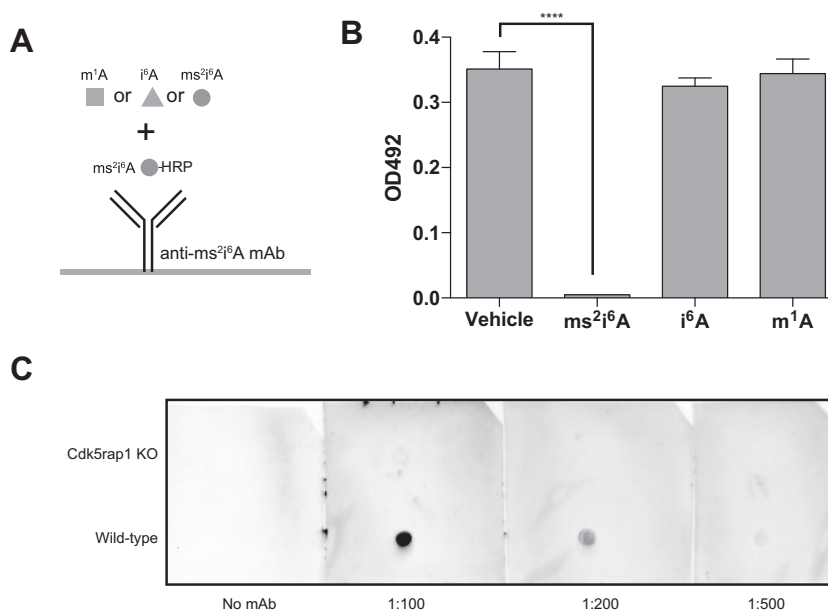 A
m¹A i⁶A ms²i⁶A
or or
+
ms²i⁶A -HRP
anti-ms²i⁶A mAb
B
****
OD492
0.4
0.3
0.2
0.3
0.0
Vehicle ms²i⁶A i⁶A m¹A
C
Cdk5rap1 KO
Wild-type
No mAb 1:100 1:200 1:500